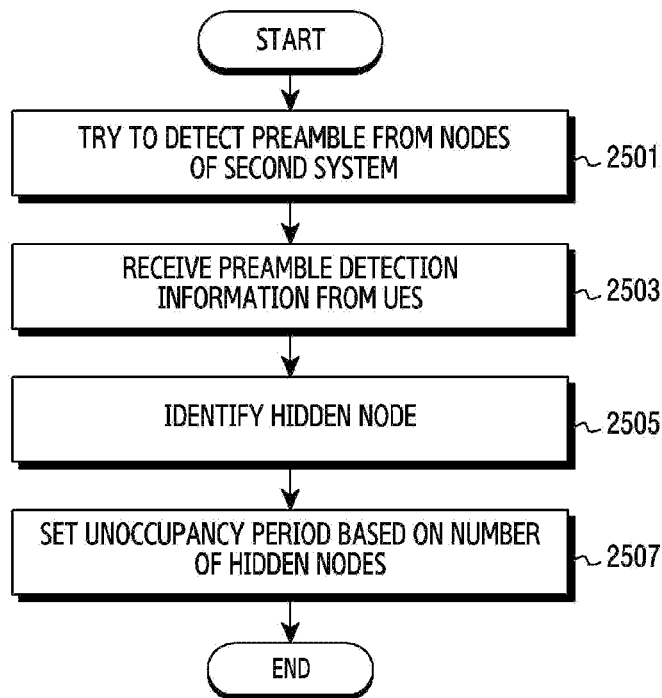 START
TRY TO DETECT PREAMBLE FROM NODES
OF SECOND SYSTEM
2501
RECEIVE PREAMBLE DETECTION
INFORMATION FROM UES
2503
IDENTIFY HIDDEN NODE
2505
SET UNOCCUPANCY PERIOD BASED ON NUMBER
OF HIDDEN NODES
2507
END